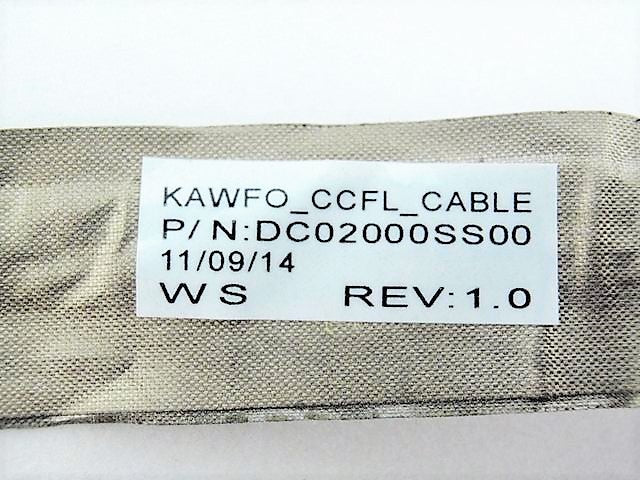 KAWFO_CCFL_CABLE
P/N:DC02000SS00
11/09/14
WS REV:1.0